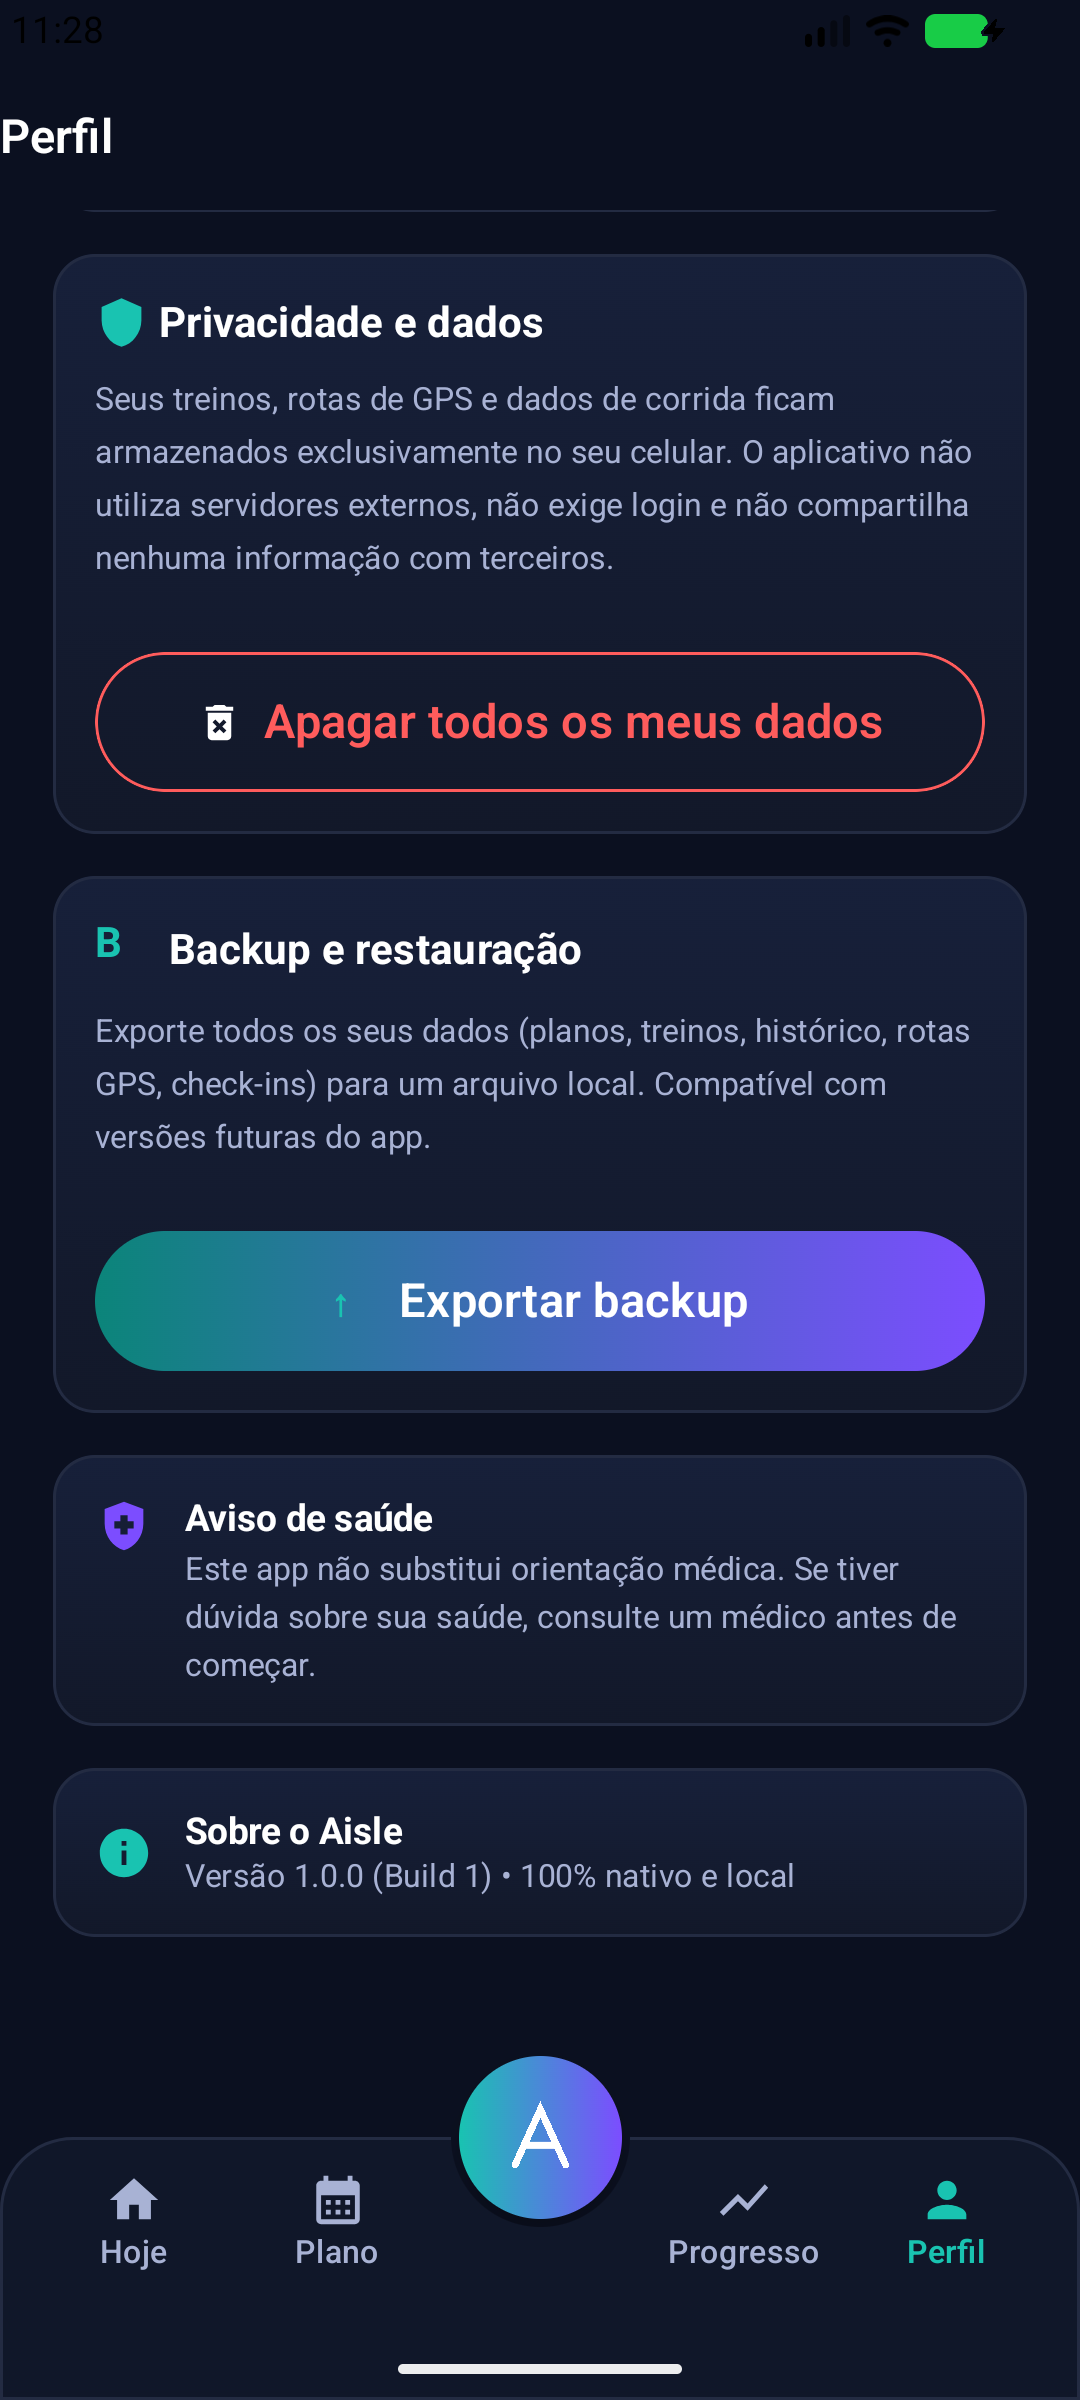 11:28
Perfil
Privacidade e dados
Seus treinos, rotas de GPS e dados de corrida ficam
armazenados exclusivamente no seu celular. O aplicativo não
utiliza servidores externos, não exige login e não compartilha
nenhuma informação com terceiros.
Apagar todos os meus dados
B Backup e restauração
Exporte todos os seus dados (planos, treinos, histórico, rotas
GPS, check-ins) para um arquivo local. Compatível com
versões futuras do app.
↑ Exportar backup
Aviso de saúde
Este app não substitui orientação médica. Se tiver
dúvida sobre sua saúde, consulte um médico antes de
começar.
Sobre o Aisle
Versão 1.0.0 (Build 1) • 100% nativo e local
A
Hoje Plano Progresso Perfil